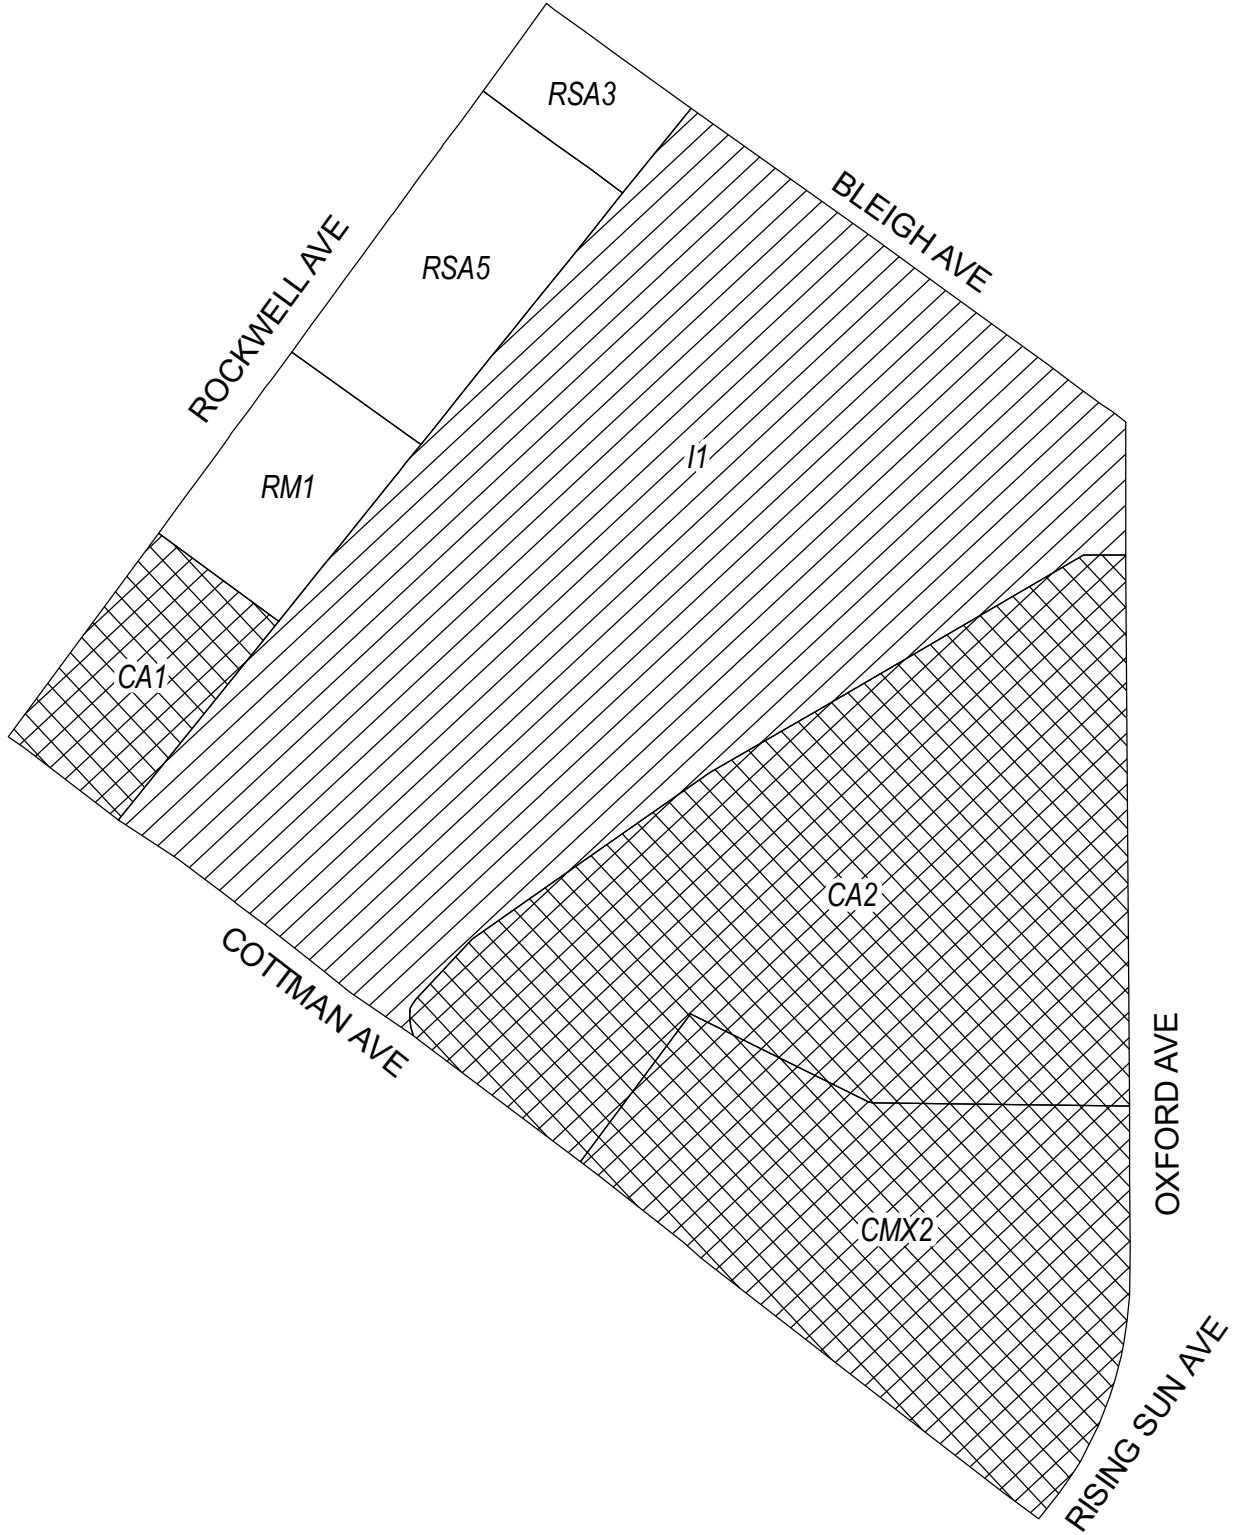 RSA3
BLEIGH AVE
RSA5
ROCKWELL AVE
I1
RM1
CA1
CA2
COTTMAN AVE
OXFORD AVE
CMX2
RISING SUN AVE